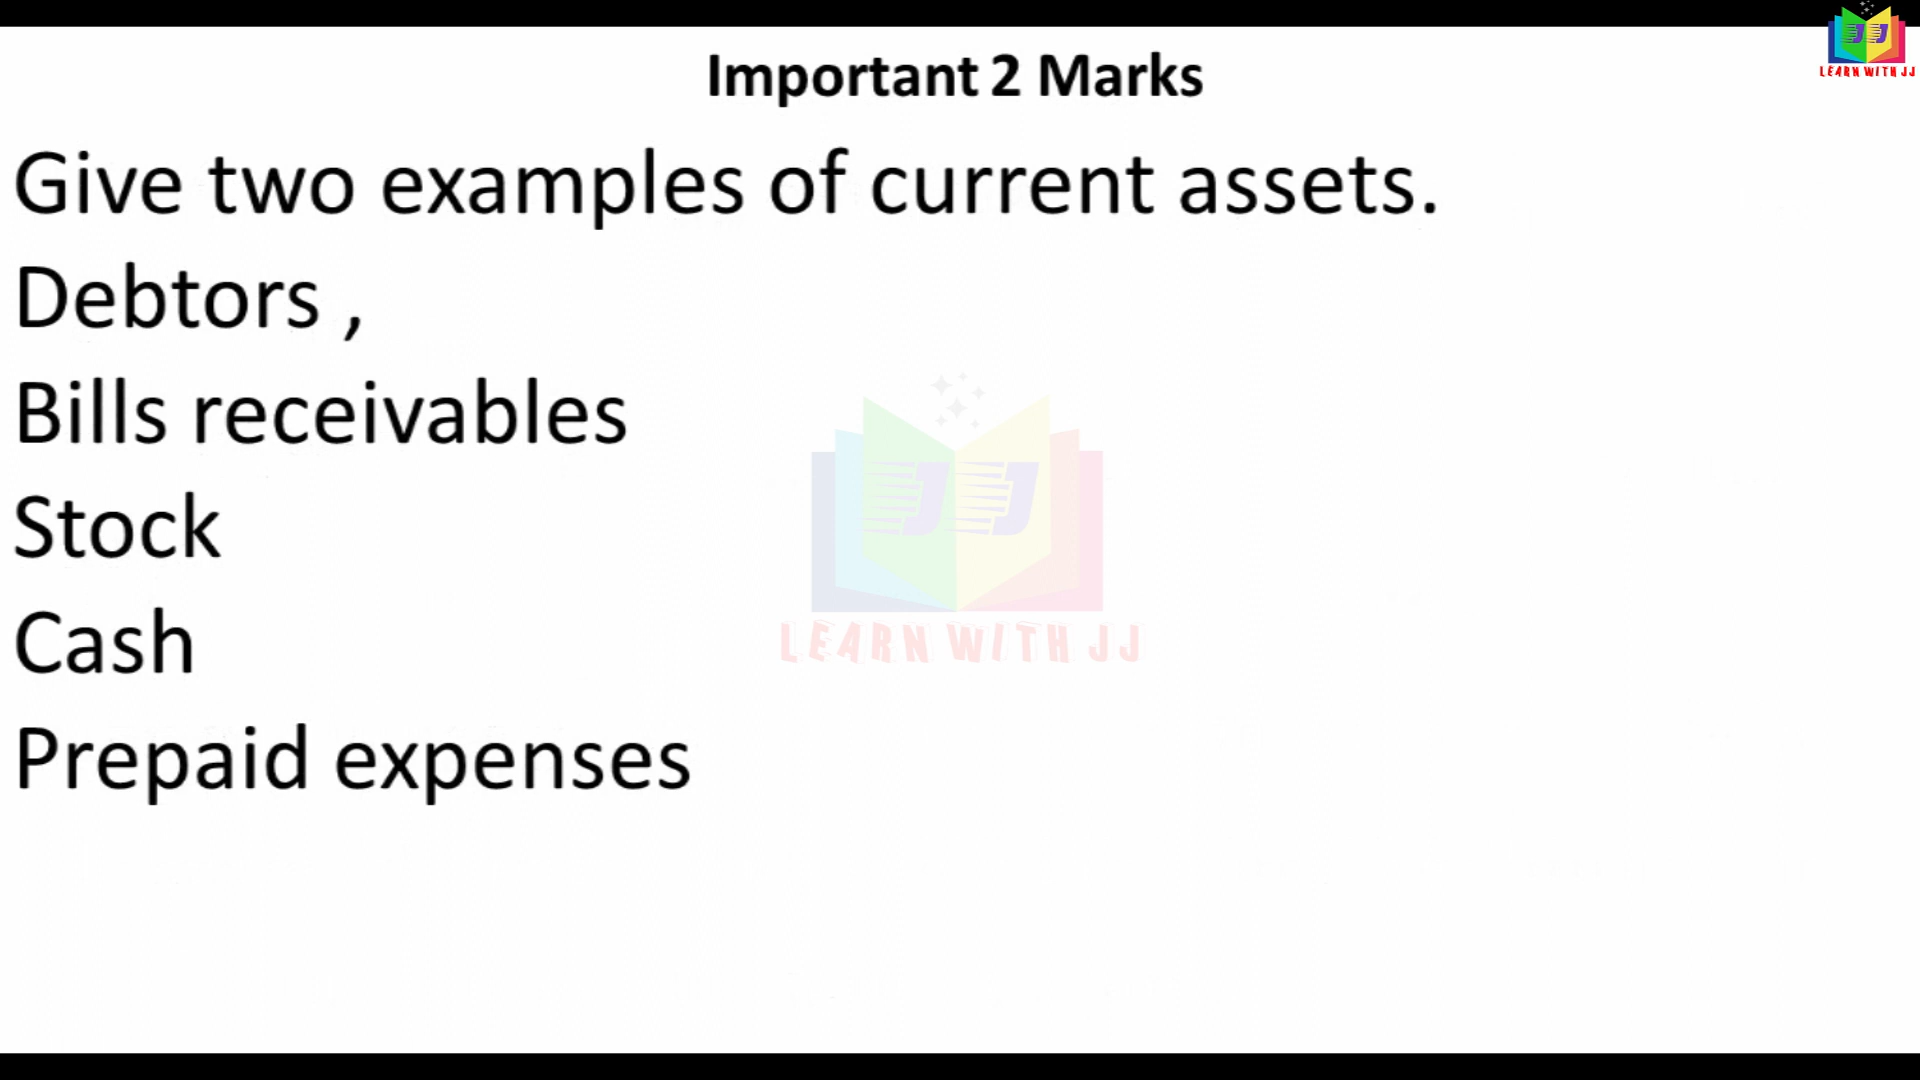 Important 2 Marks
LEARN WITH JJ
Give two examples of current assets.
Debtors ,
Bills receivables
Stock
Cash
Prepaid expenses
JJ
LEARN WITH JJ